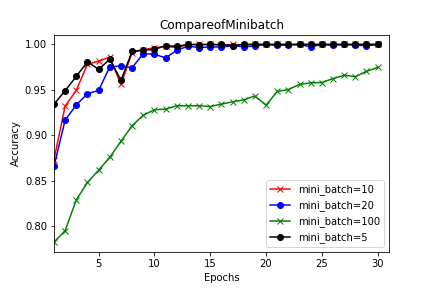 CompareofMinibatch
Accuracy
1.00
0.95
0.90
0.85
0.80
5 10 15 20 25 30
Epochs
mini_batch=10
mini_batch=20
mini_batch=100
mini_batch=5